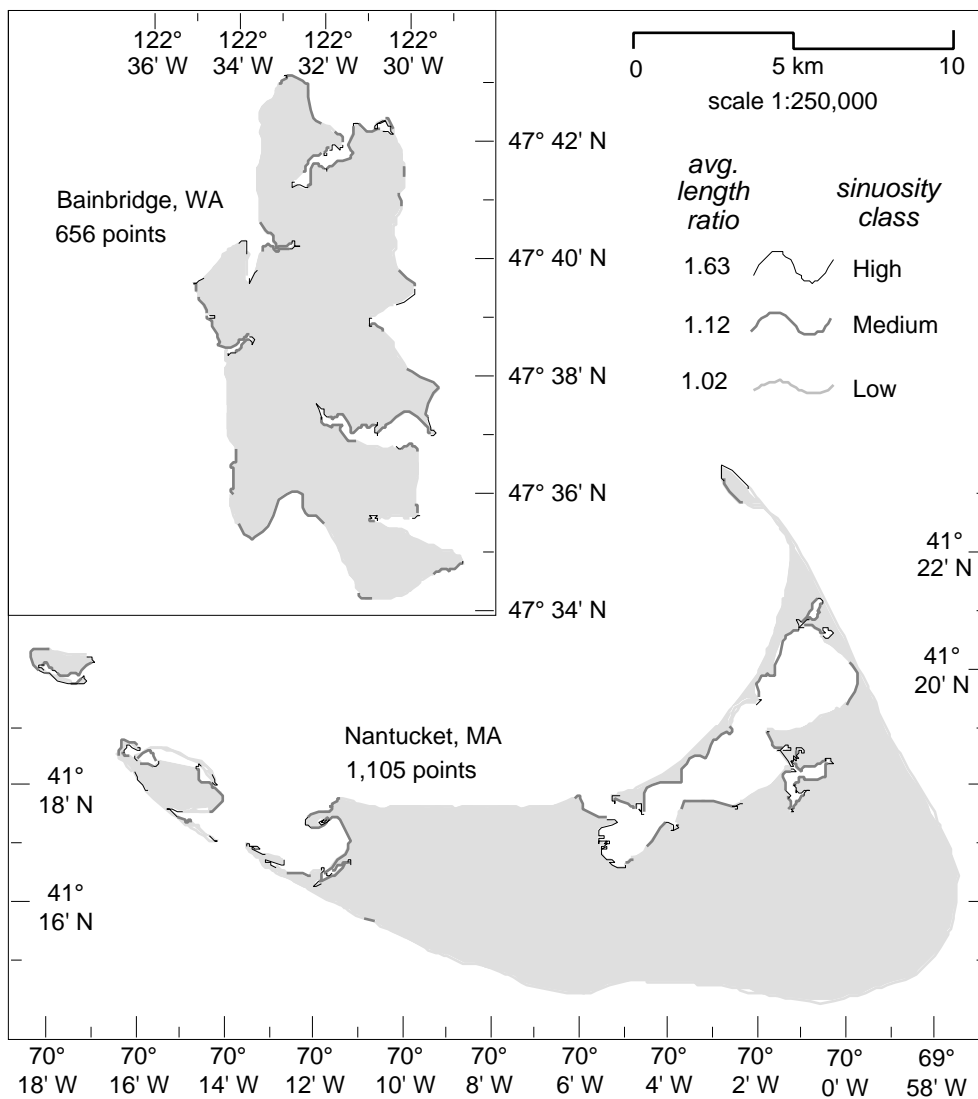 122° 122° 122° 122°
36' W 34' W 32' W 30' W
0 5 km 10
scale 1:250,000
47° 42' N
47° 40' N
47° 38' N
47° 36' N
47° 34' N
Bainbridge, WA
656 points
avg. length ratio
sinuosity class
1.63 High
1.12 Medium
1.02 Low
41°
22' N
41°
20' N
Nantucket, MA
1,105 points
41°
18' N
41°
16' N
70° 70° 70° 70° 70° 70° 70° 70° 70° 70° 69°
18' W 16' W 14' W 12' W 10' W 8' W 6' W 4' W 2' W 0' W 58' W